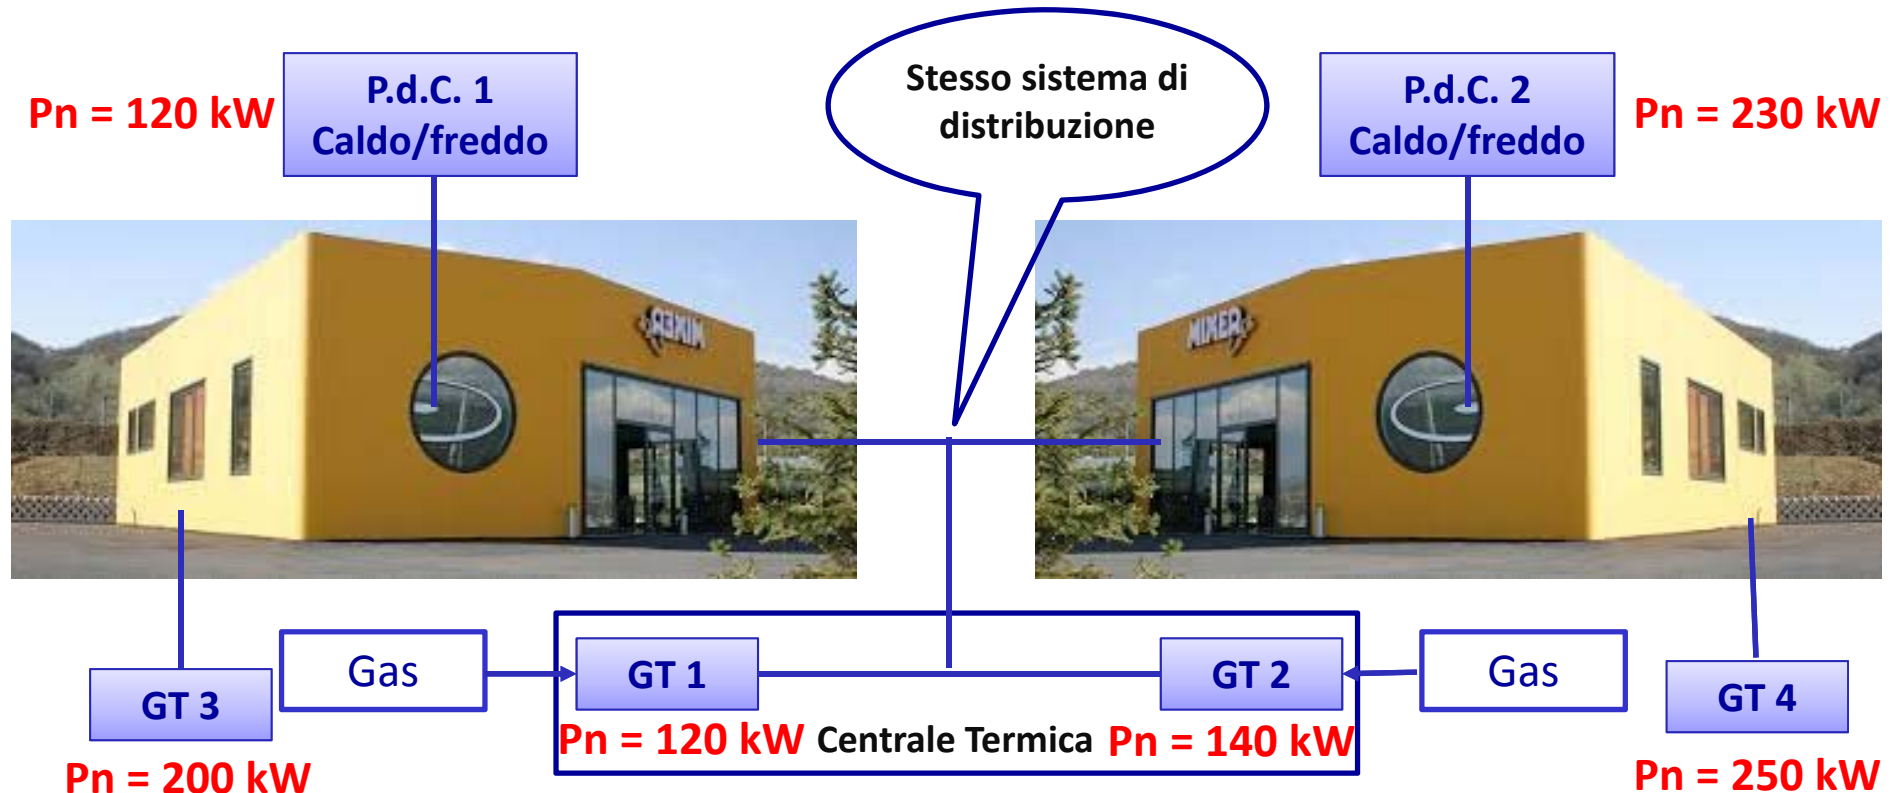 Pn = 120 kW
P.d.C. 1
Caldo/freddo
Stesso sistema di
distribuzione
P.d.C. 2
Caldo/freddo
Pn = 230 kW
MIXER
MIXER
GT 3
Pn = 200 kW
Gas
GT 1
Pn = 120 kW
Centrale Termica
GT 2
Pn = 140 kW
Gas
GT 4
Pn = 250 kW